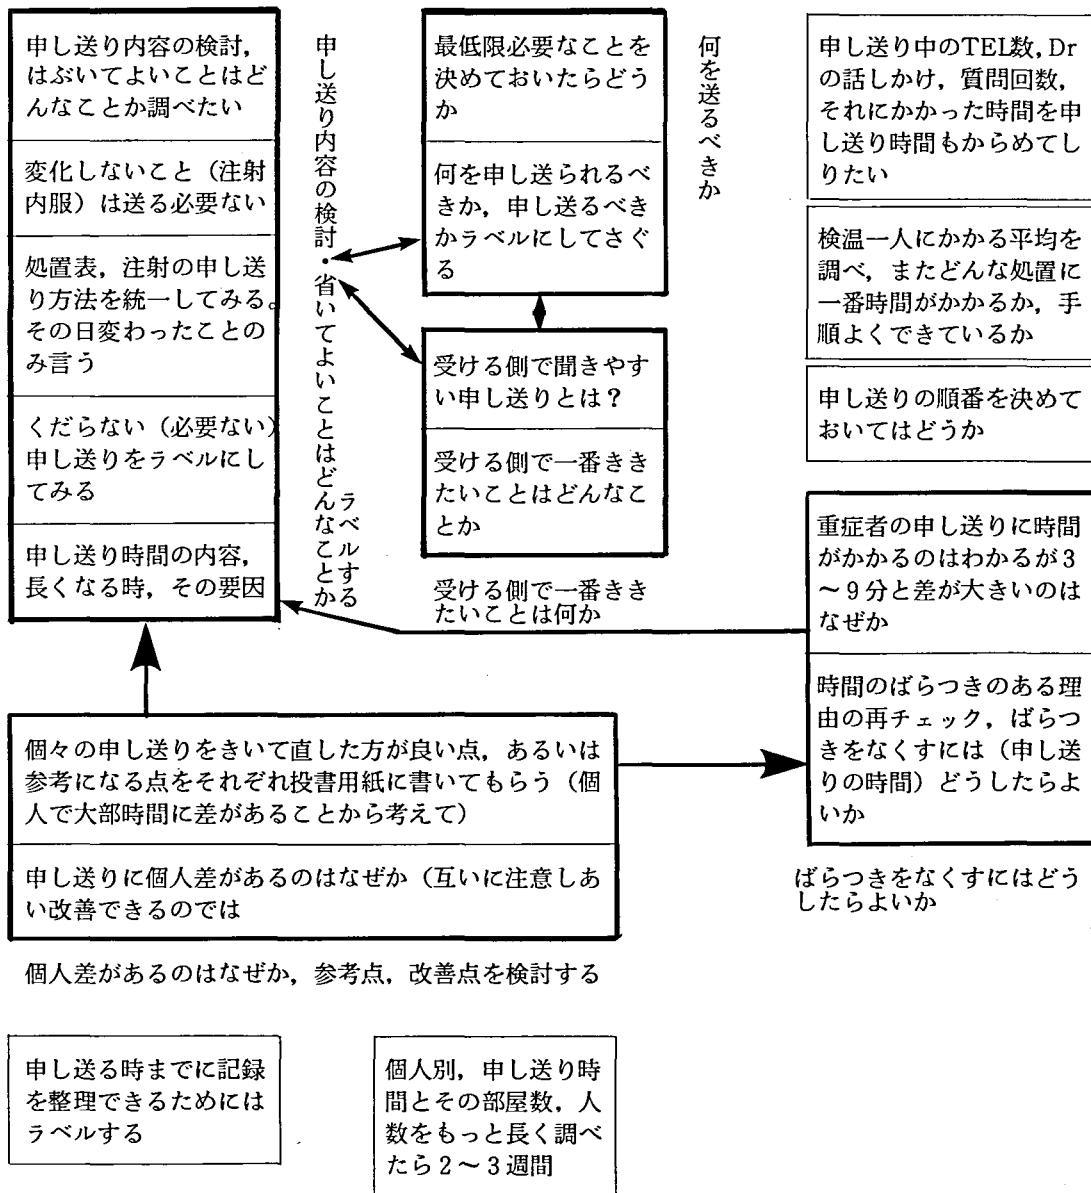 申し送り内容の検討,
はぶいてよいことはど
んなことか調べたい
変化しないこと（注射
内服）は送る必要ない
処置表，注射の申し送
り方法を統一してみる。
その日変わったことの
み言う
くだらない（必要ない）
申し送りをラベルにし
てみる
申し送り時間の内容,
長くなる時，その要因
申し送り内容の検討・省いてよいことはどんなことか
ラベルする
最低限必要なことを
決めておいたらどう
か
何を申し送られるべ
きか，申し送るべき
かラベルにしてさぐ
る
何を送るべきか
受ける側で聞きやす
い申し送りとは？
受ける側で一番きき
たいことはどんなこ
とか
受ける側で一番きき
たいことは何か
申し送り中のTEL数, Dr
の話しかけ，質問回数,
それにかかった時間を申
し送り時間もからめてし
りたい
検温一人にかかる平均を
調べ，またどんな処置に
一番時間がかかるか，手
順よくできているか
申し送りの順番を決めて
おいてはどうか
重症者の申し送りに時間
がかかるのはわかるが3
～9分と差が大きいのは
なぜか
時間のばらつきのある理
由の再チェック，ばらつ
きをなくすには（申し送
りの時間）どうしたらよ
いか
ばらつきをなくすにはどう
したらよいか
個々の申し送りをきいて直した方が良い点，あるいは
参考になる点をそれぞれ投書用紙に書いてもらう（個
人で大部時間に差があることから考えて）
申し送りに個人差があるのはなぜか（互いに注意しあ
い改善できるのでは
個人差があるのはなぜか，参考点，改善点を検討する
申し送る時までに記録
を整理できるためには
ラベルする
個人別，申し送り時
間とその部屋数，人
数をもっと長く調べ
たら2～3週間